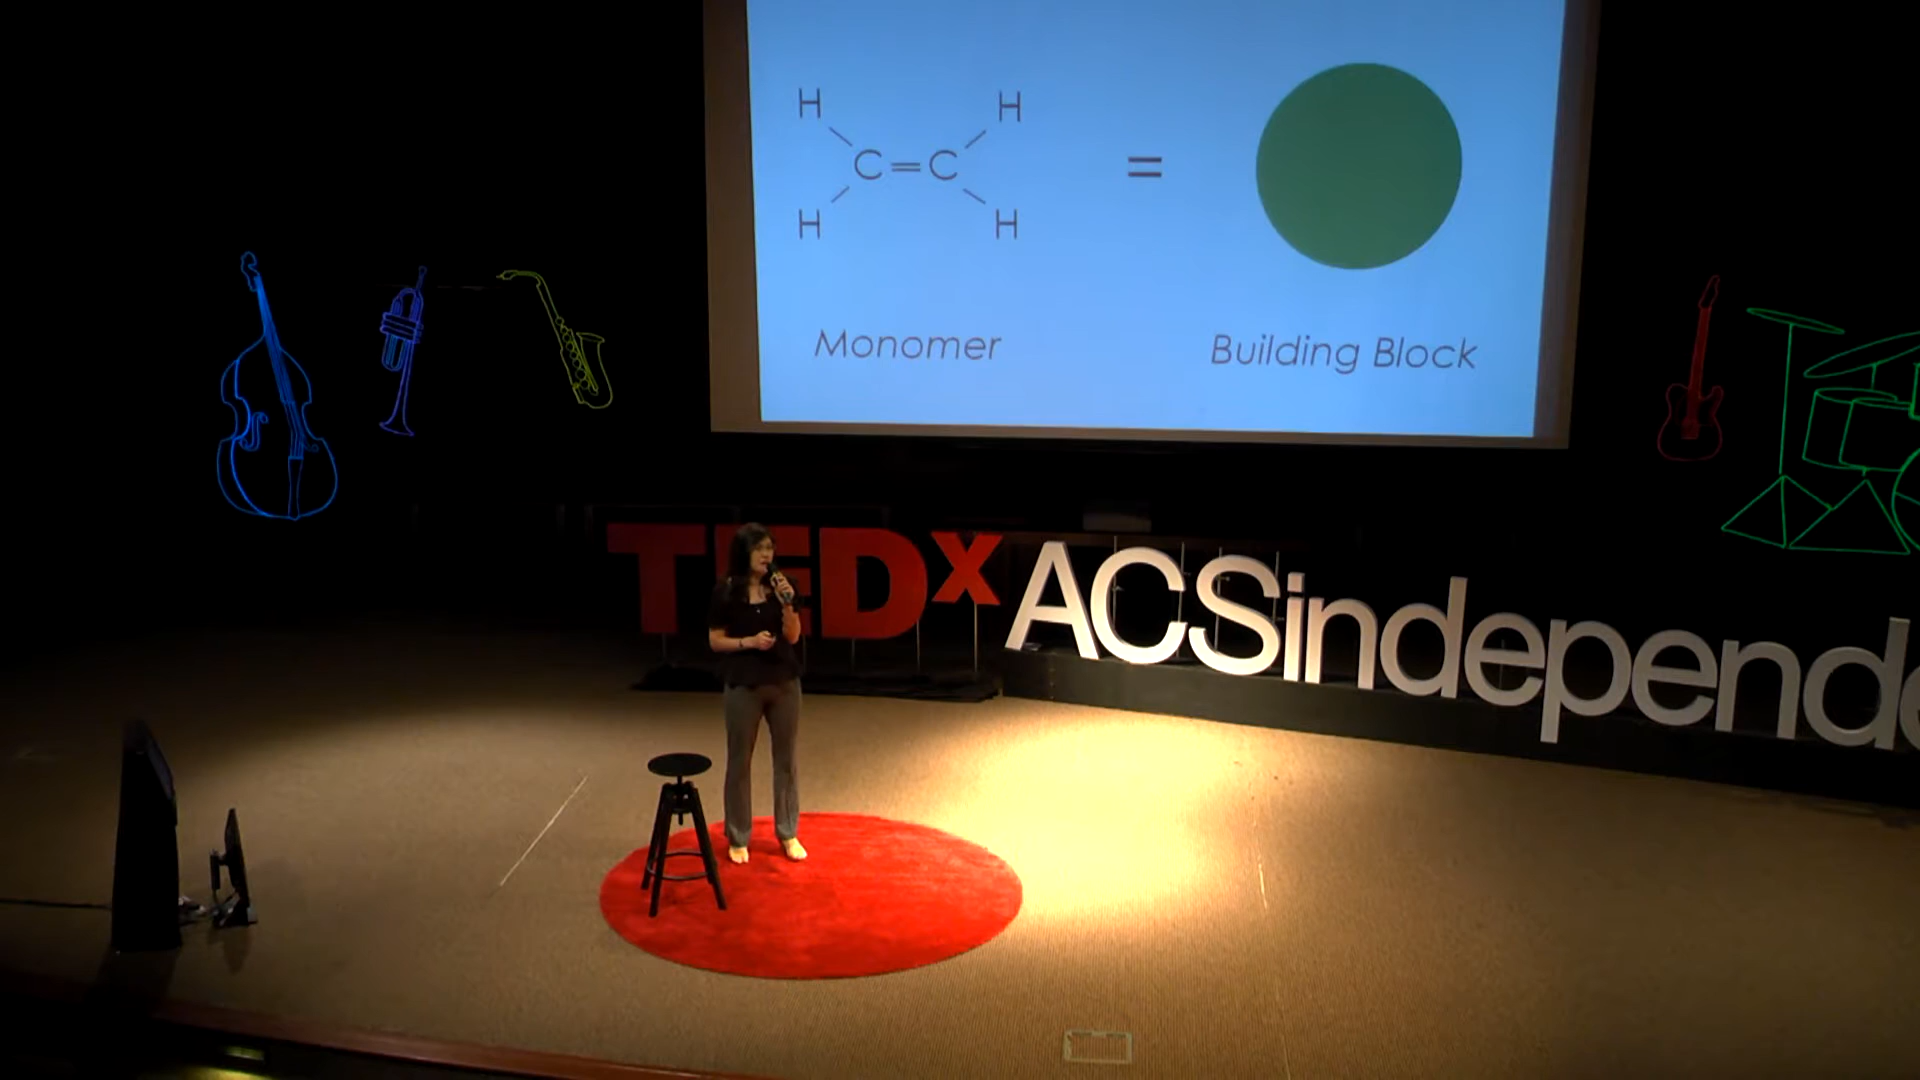 H H
C=C =
H H
Monomer Building Block
TEDx ACSindepende